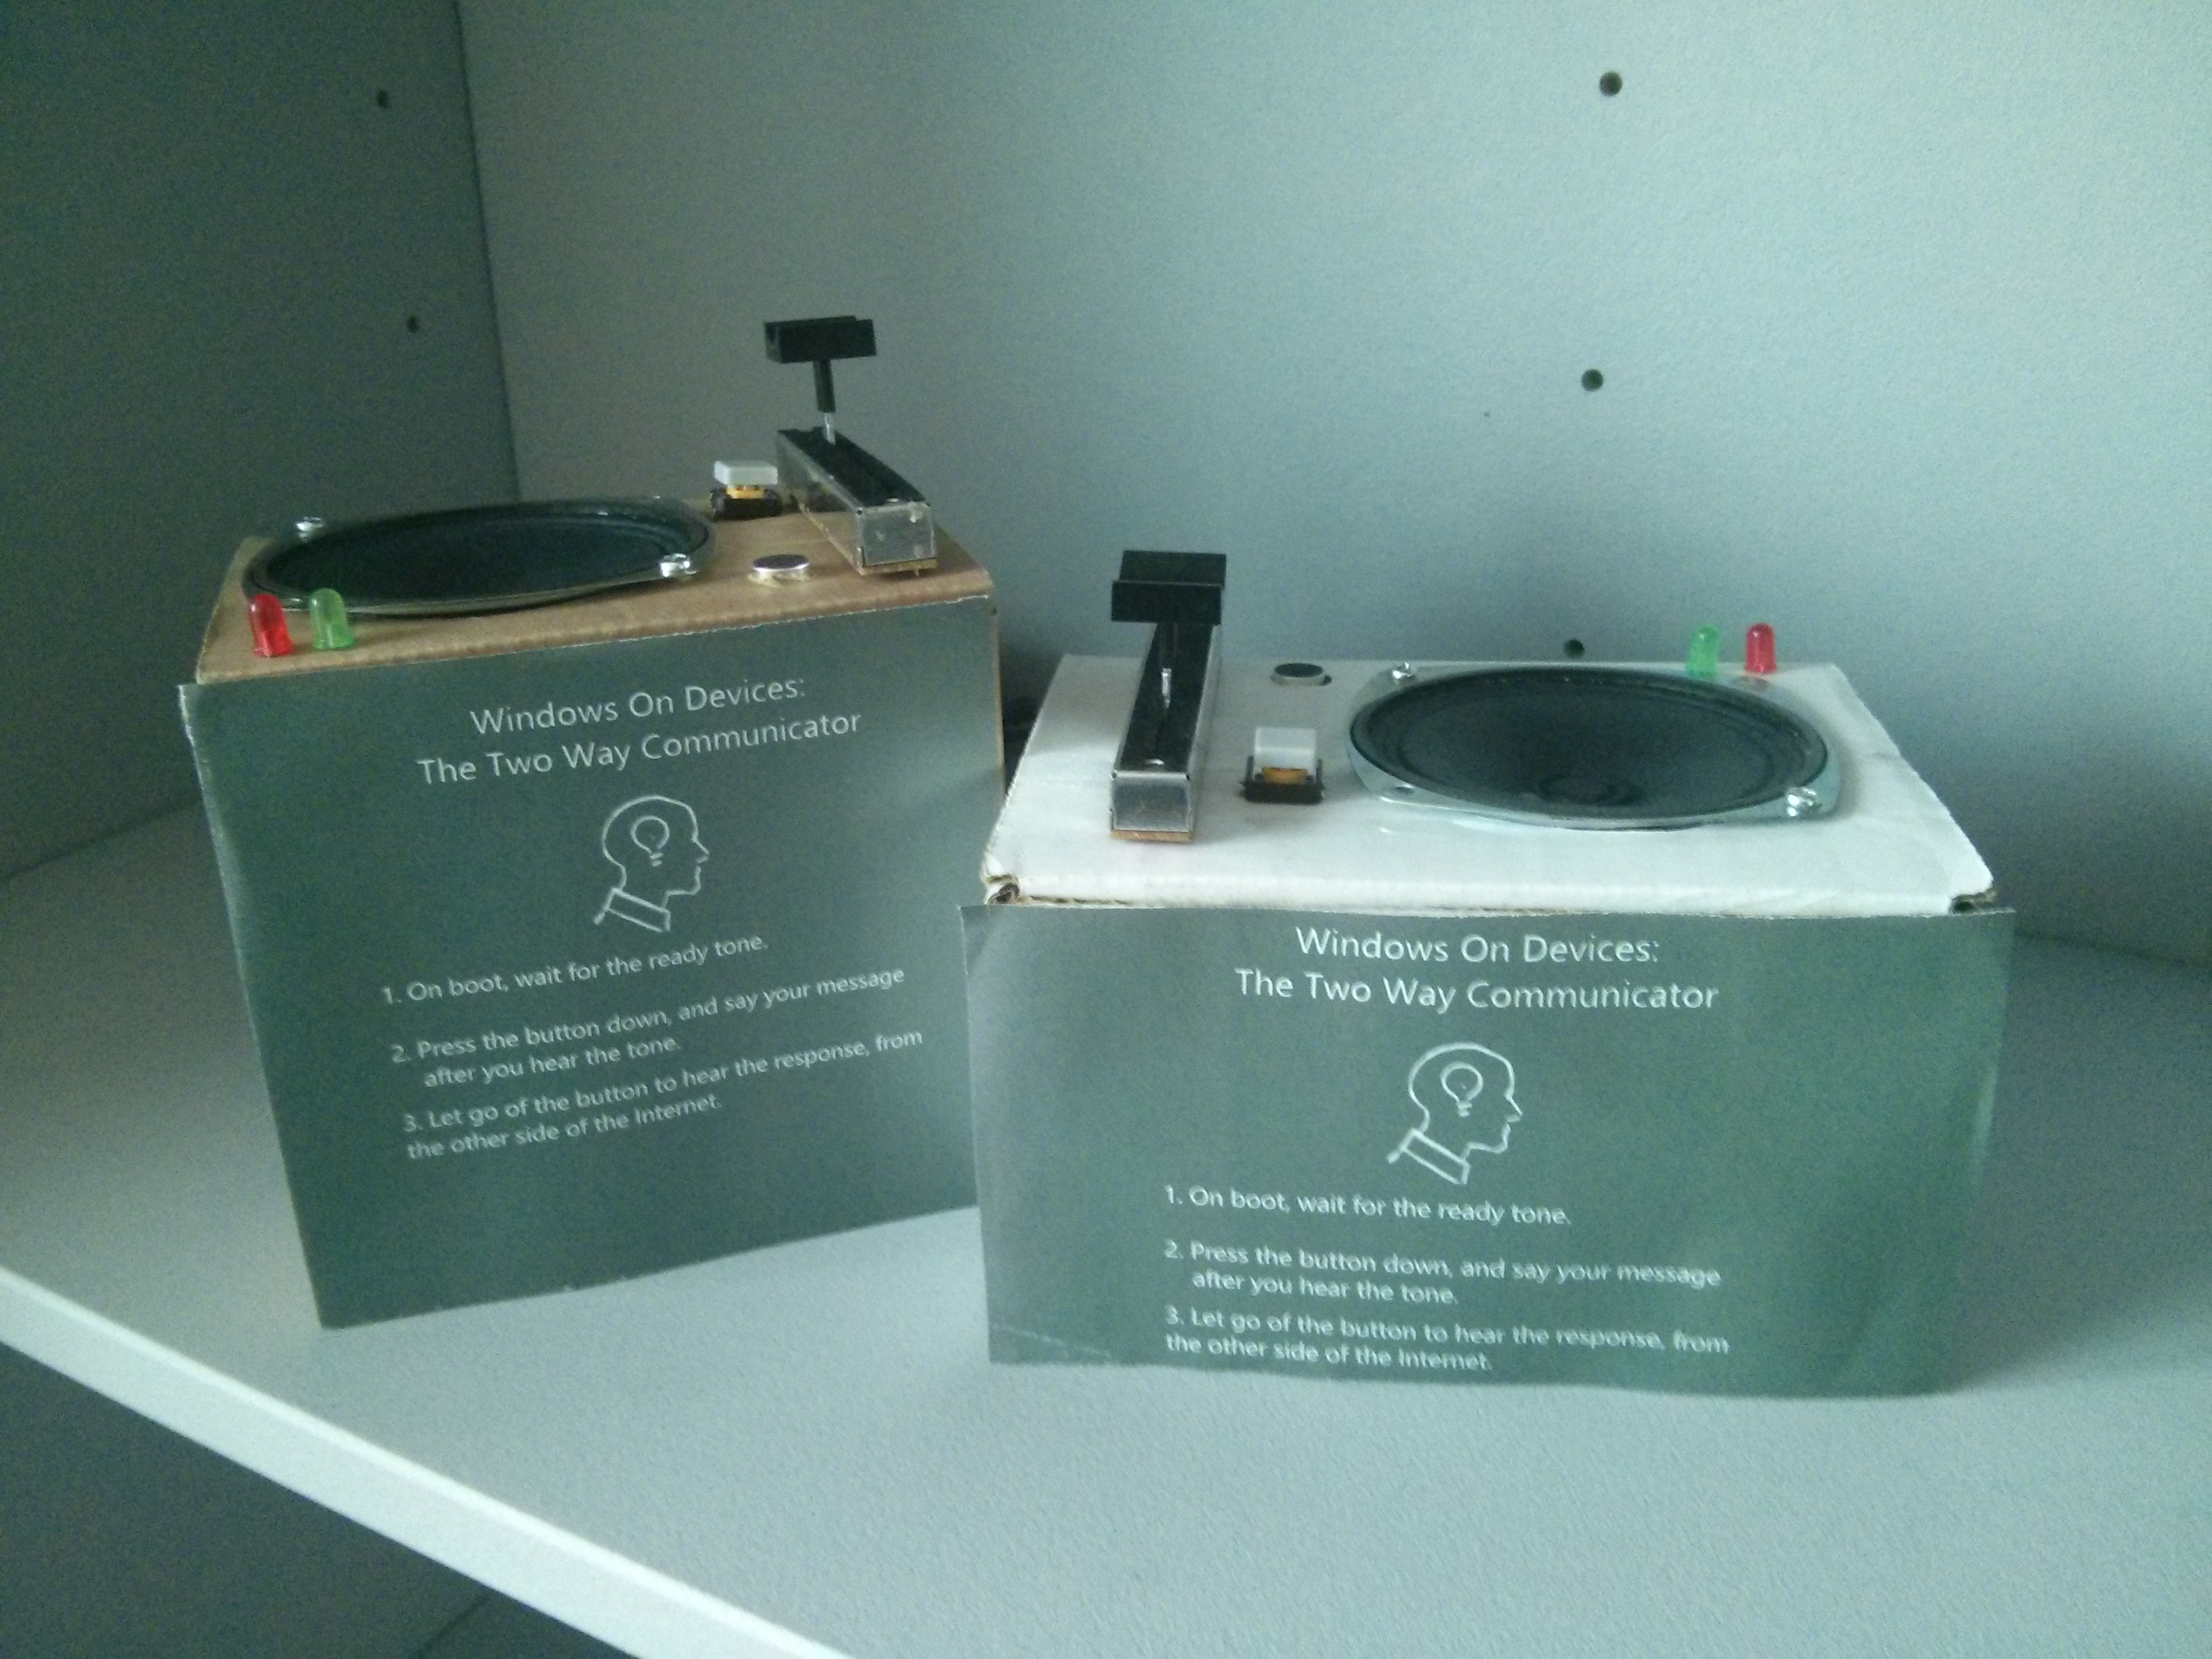 Windows On Devices:
The Two Way Communicator
1. On boot, wait for the ready tone.
2. Press the button down, and say your message
after you hear the tone.
3. Let go of the button to hear the response, from
the other side of the Internet.
Windows On Devices:
The Two Way Communicator
1. On boot, wait for the ready tone.
2. Press the button down, and say your message
after you hear the tone.
3. Let go of the button to hear the response, from
the other side of the Internet.